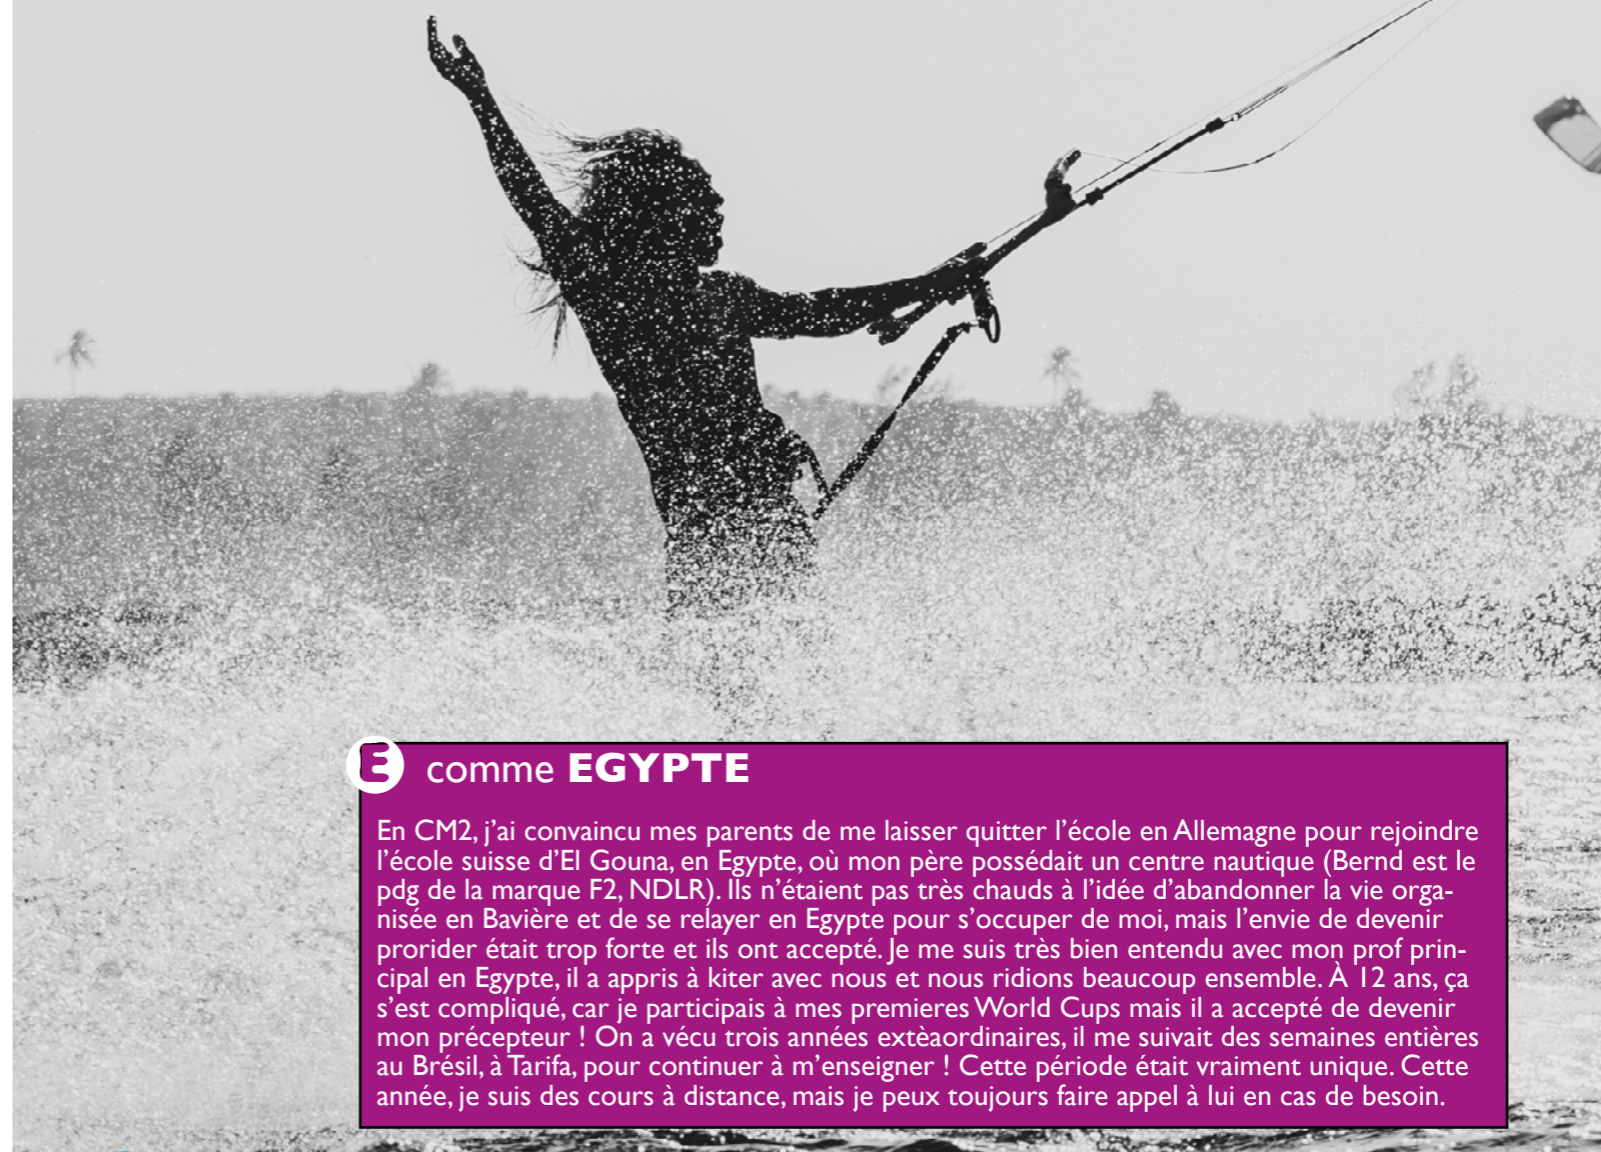 E comme EGYPTE
En CM2, j’ai convaincu mes parents de me laisser quitter l’école en Allemagne pour rejoindre
l’école suisse d’El Gouna, en Egypte, où mon père possédait un centre nautique (Bernd est le
pdg de la marque F2, NDLR). Ils n’étaient pas très chauds à l’idée d’abandonner la vie orga-
nisée en Bavière et de se relayer en Egypte pour s’occuper de moi, mais l’envie de devenir
prorider était trop forte et ils ont accepté. Je me suis très bien entendu avec mon prof prin-
cipal en Egypte, il a appris à kiter avec nous et nous ridions beaucoup ensemble. À 12 ans, ça
s’est compliqué, car je participais à mes premieres World Cups mais il a accepté de devenir
mon précepteur ! On a vécu trois années extèaordinaires, il me suivait des semaines entières
au Brésil, à Tarifa, pour continuer à m’enseigner ! Cette période était vraiment unique. Cette
année, je suis des cours à distance, mais je peux toujours faire appel à lui en cas de besoin.